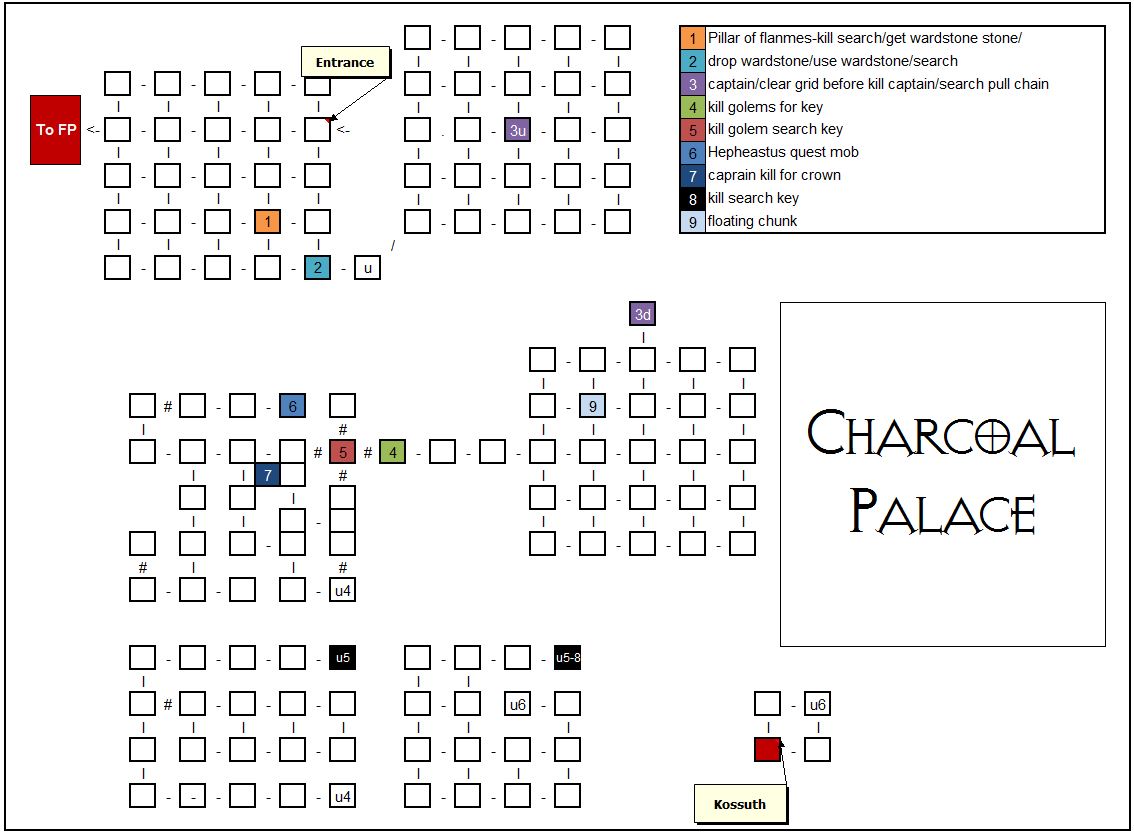 Entrance
To FP
<-
<-
3u
1
2
u
/
1 Pillar of flanmes-kill search/get wardstone stone/
2 drop wardstone/use wardstone/search
3 captain/clear grid before kill captain/search pull chain
4 kill golems for key
5 kill golem search key
6 Hepheastus quest mob
7 caprain kill for crown
8 kill search key
9 floating chunk
3d
9
#
6
#
#
5
#
4
7
#
#
#
u4
CHARCOAL
PALACE
u5
#
u4
u5-8
u6
u6
Kossuth